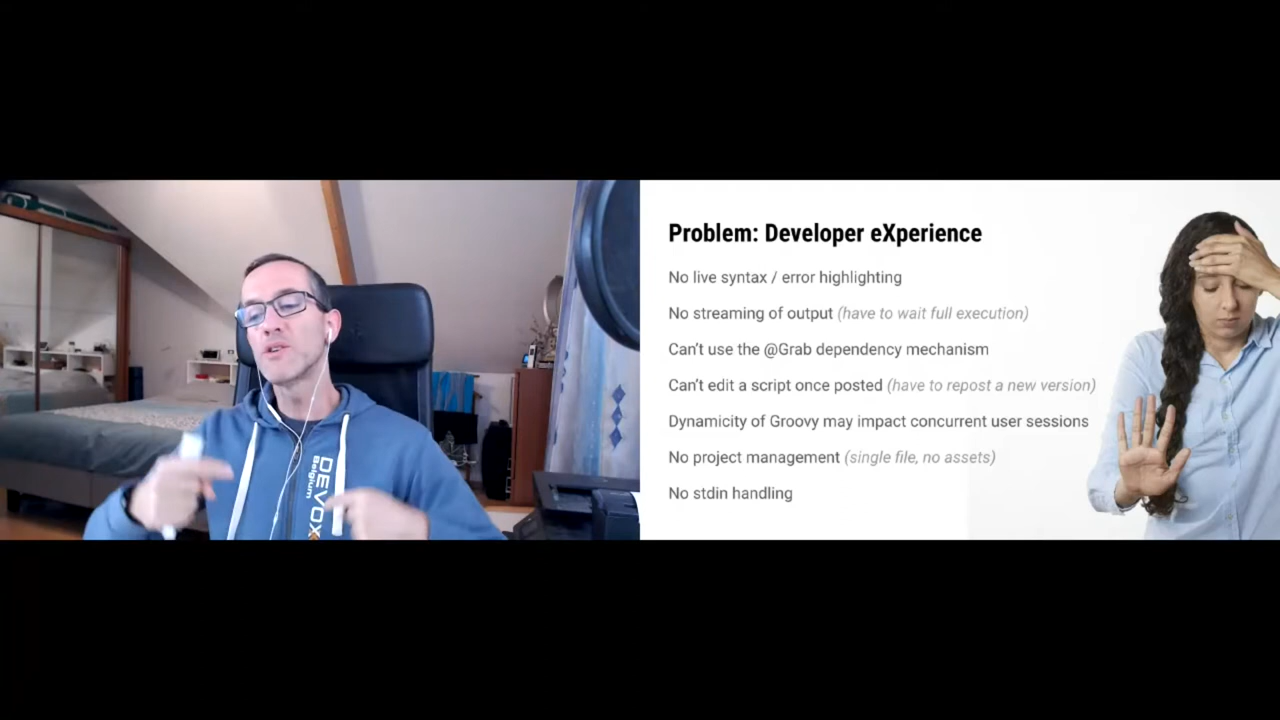 DEVOXX
Belgium
Problem: Developer eXperience
No live syntax / error highlighting
No streaming of output (have to wait full execution)
Can't use the @Grab dependency mechanism
Can't edit a script once posted (have to repost a new version)
Dynamicity of Groovy may impact concurrent user sessions
No project management (single file, no assets)
No stdin handling